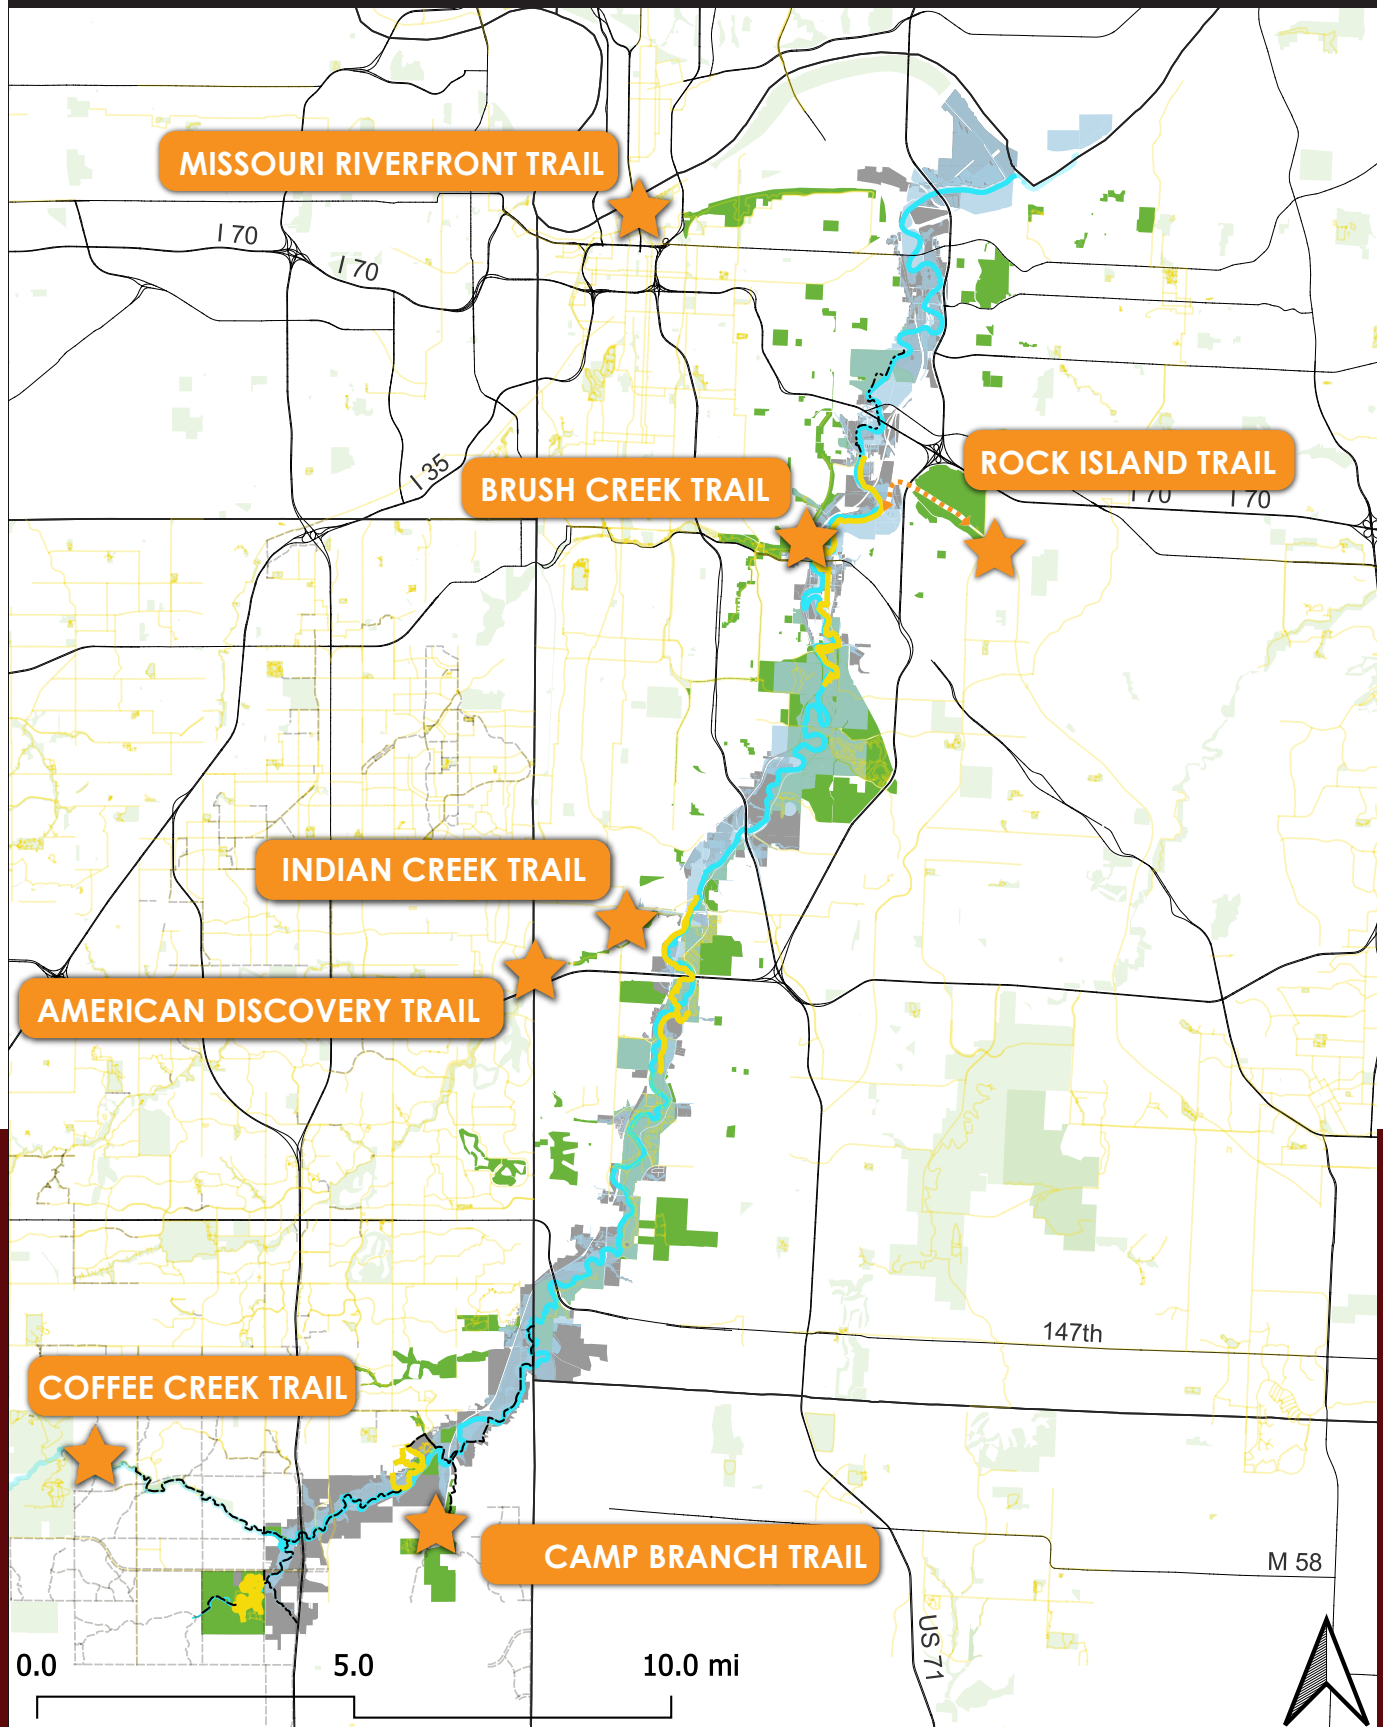 MISSOURI RIVERFRONT TRAIL
I 70
I 70
I 35
ROCK ISLAND TRAIL
BRUSH CREEK TRAIL
I 70
I 70
INDIAN CREEK TRAIL
AMERICAN DISCOVERY TRAIL
147th
COFFEE CREEK TRAIL
CAMP BRANCH TRAIL
M 58
US 71
0.0 5.0 10.0 mi